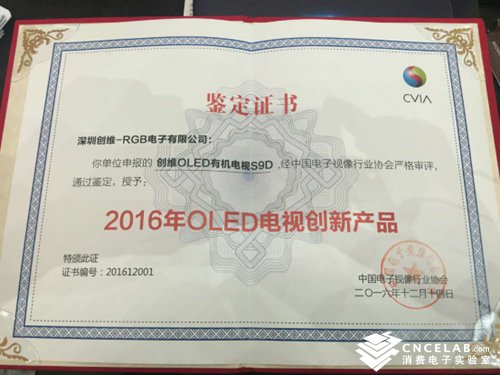 CVIA
鉴定证书
深圳创维-RGB电子有限公司:
你单位申报的 创维OLED有机电视S9D ,经中国电子视像行业协会严格审评,
通过鉴定,授予:
2016年OLED电视创新产品
特颁此证
证书编号:201612001
中国电子视像行业协会
二〇一六年十二月十四日
CNCELAB.com
消费电子实验室